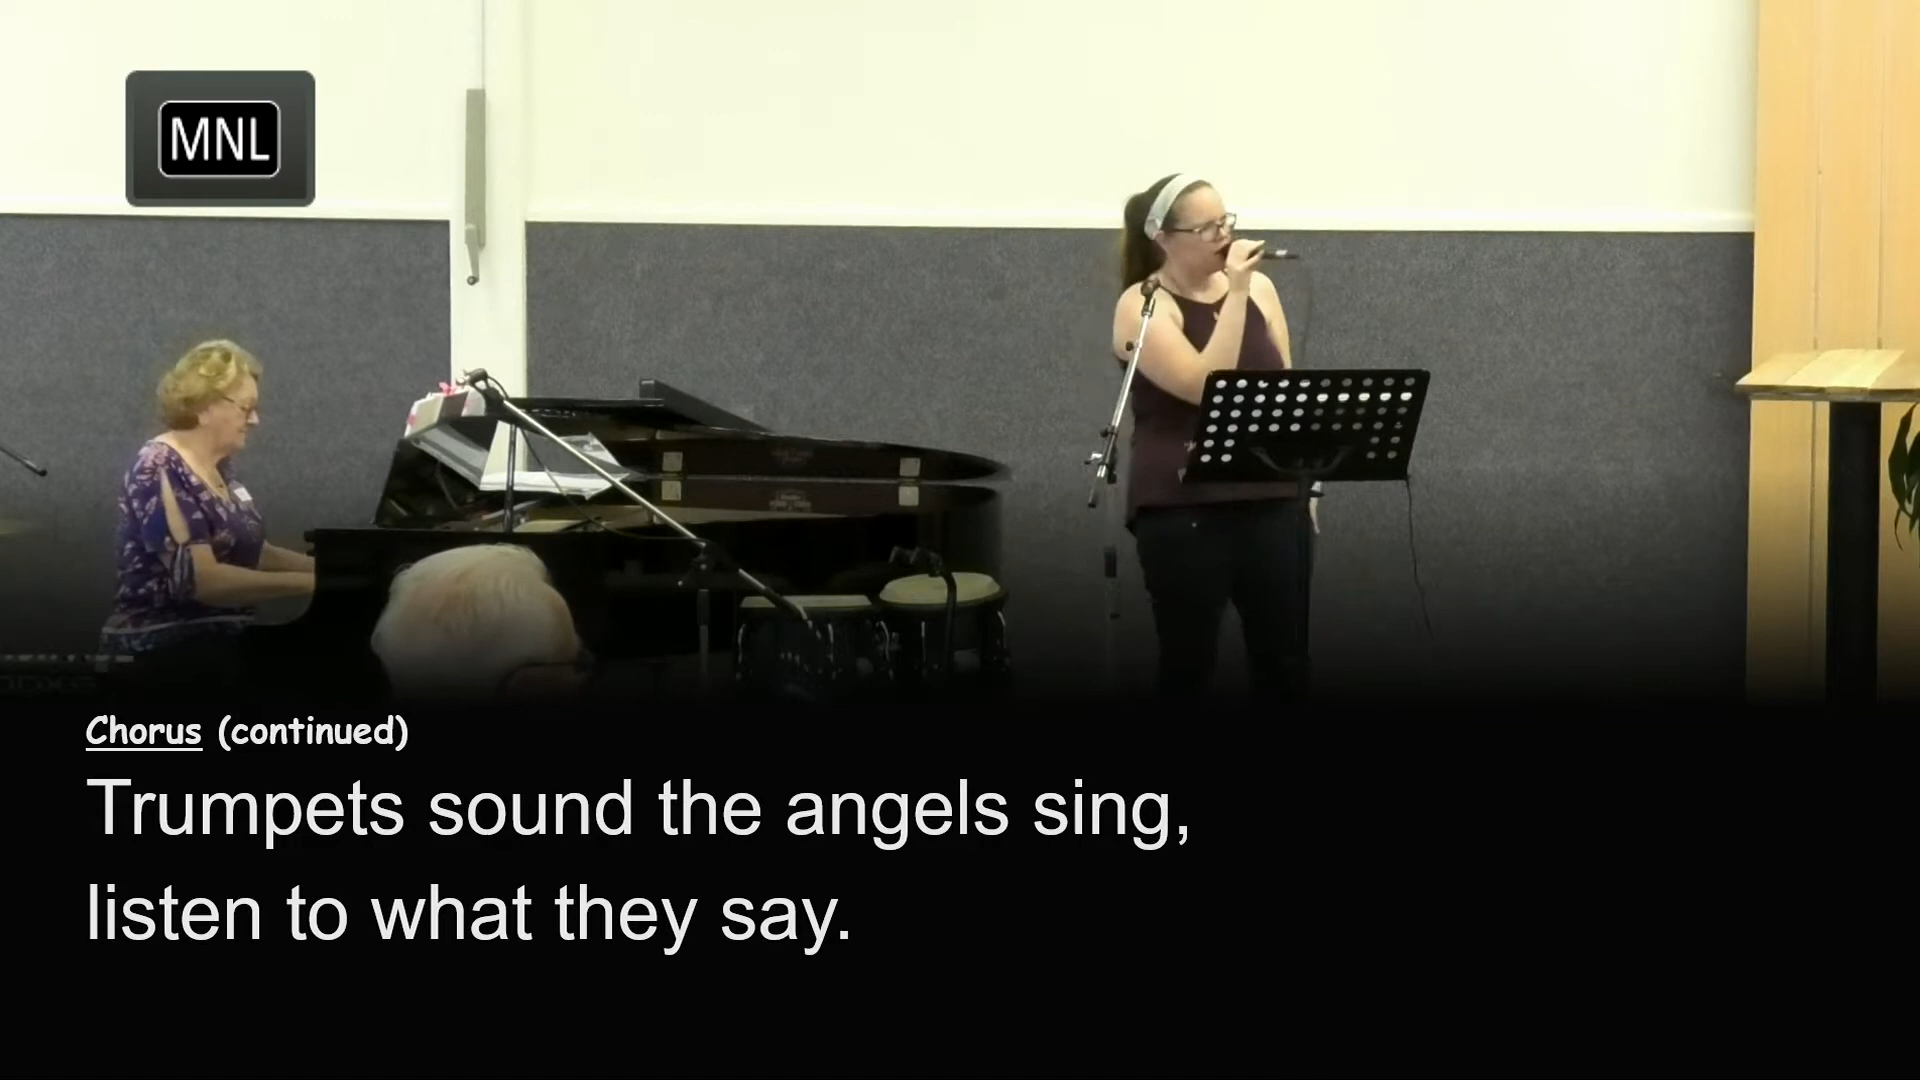 MNL
Chorus (continued)
Trumpets sound the angels sing,
listen to what they say.